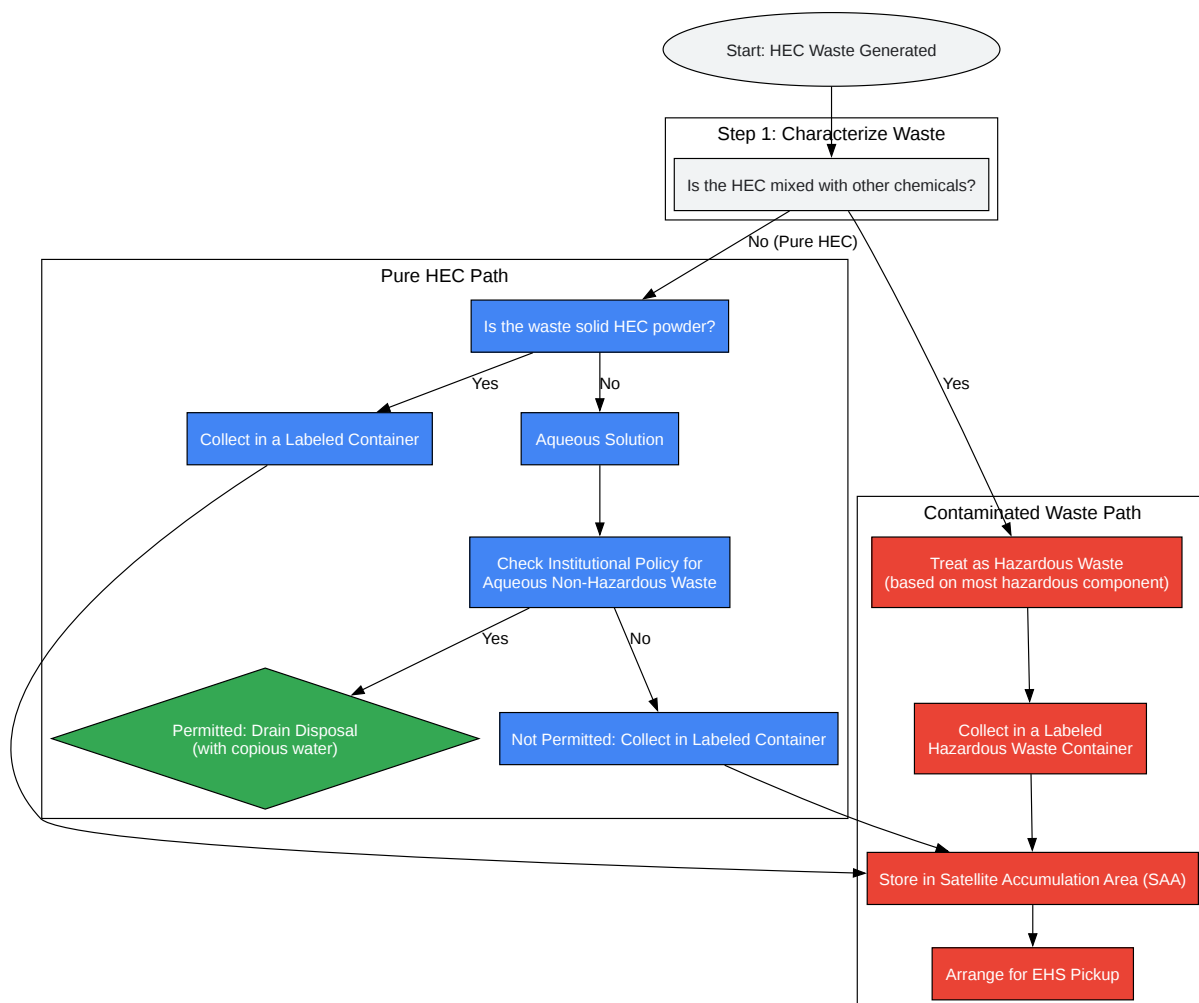 Start: HEC Waste Generated
Step 1: Characterize Waste
Is the HEC mixed with other chemicals?
No (Pure HEC)
Yes
Pure HEC Path
Is the waste solid HEC powder?
Yes
No
Collect in a Labeled Container
Aqueous Solution
Check Institutional Policy for
Aqueous Non-Hazardous Waste
Yes
No
Permitted: Drain Disposal
(with copious water)
Not Permitted: Collect in Labeled Container
Contaminated Waste Path
Treat as Hazardous Waste
(based on most hazardous component)
Collect in a Labeled
Hazardous Waste Container
Store in Satellite Accumulation Area (SAA)
Arrange for EHS Pickup